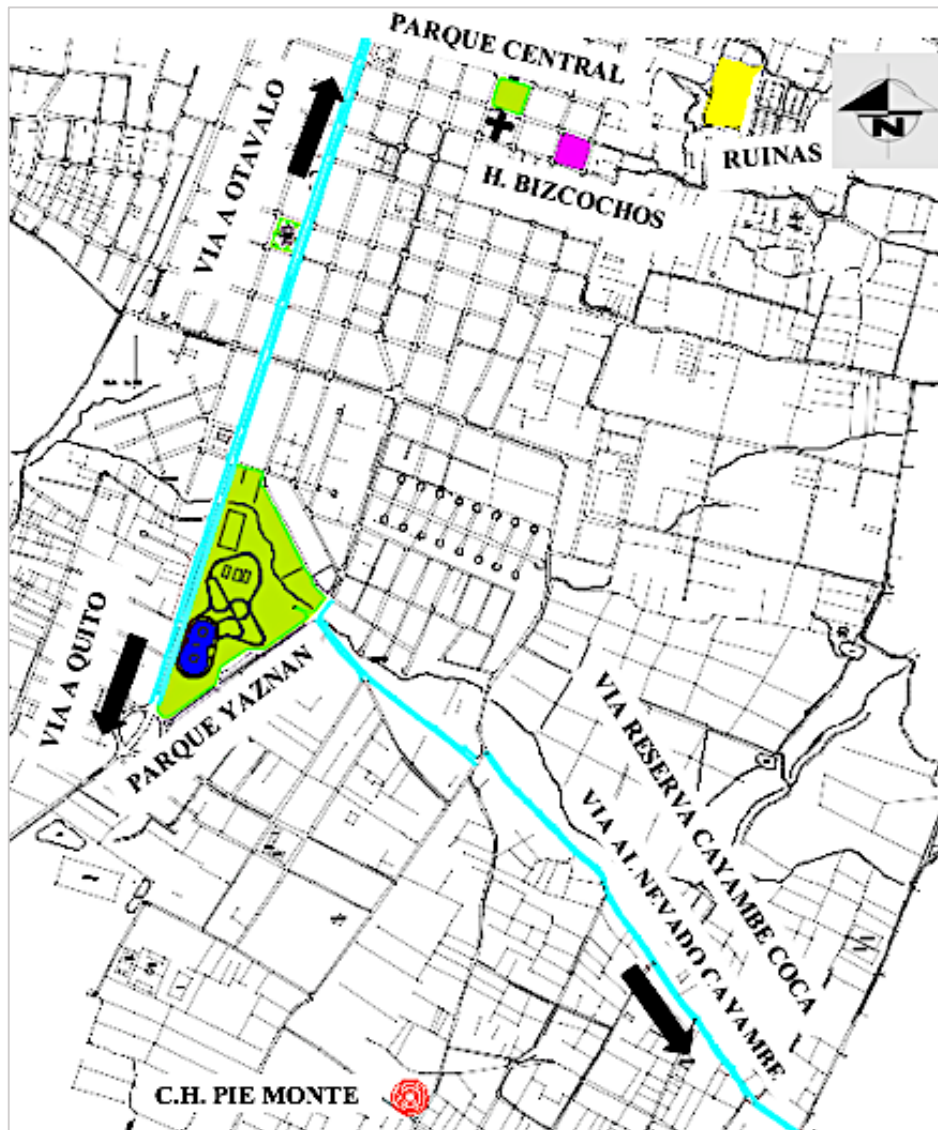 PARQUE CENTRAL
VIA A OTAVALO
RUINAS
N
H. BIZCOCHOS
VIA A QUITO
PARQUE YAZNAN
VIA RESERVA CAYAMBE COCA
VIA AL NEVADO CAYAMBE
C.H. PIE MONTE